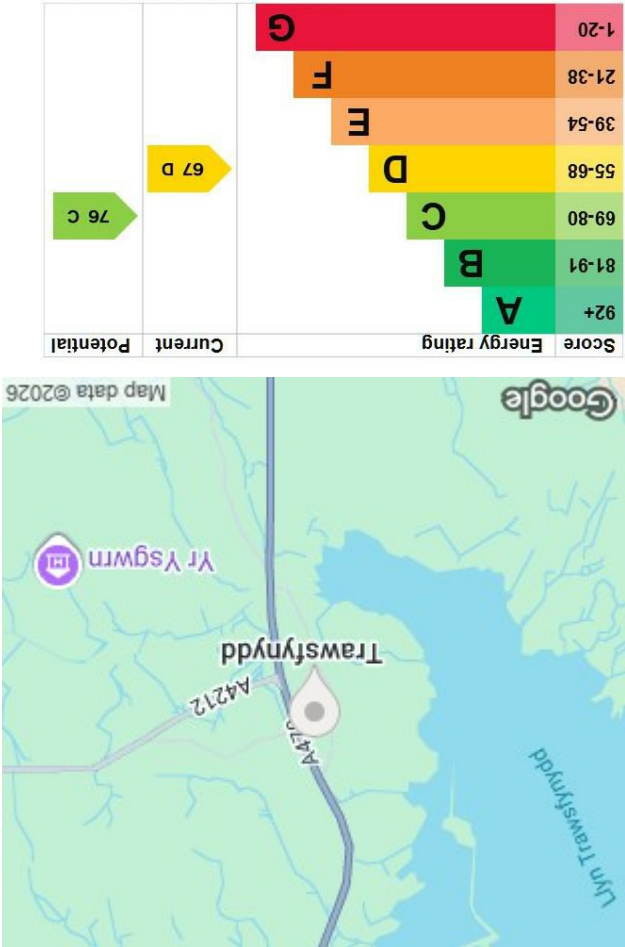 Llyn Trawsfynydd
A4212
Trawsfynydd
Yr Ysgwrn
Google
Map data ©2026
Score Energy rating Current Potential
92+ A
81-91 B
69-80 C 76 C
55-68 D 67 D
39-54 E
21-38 F
1-20 G